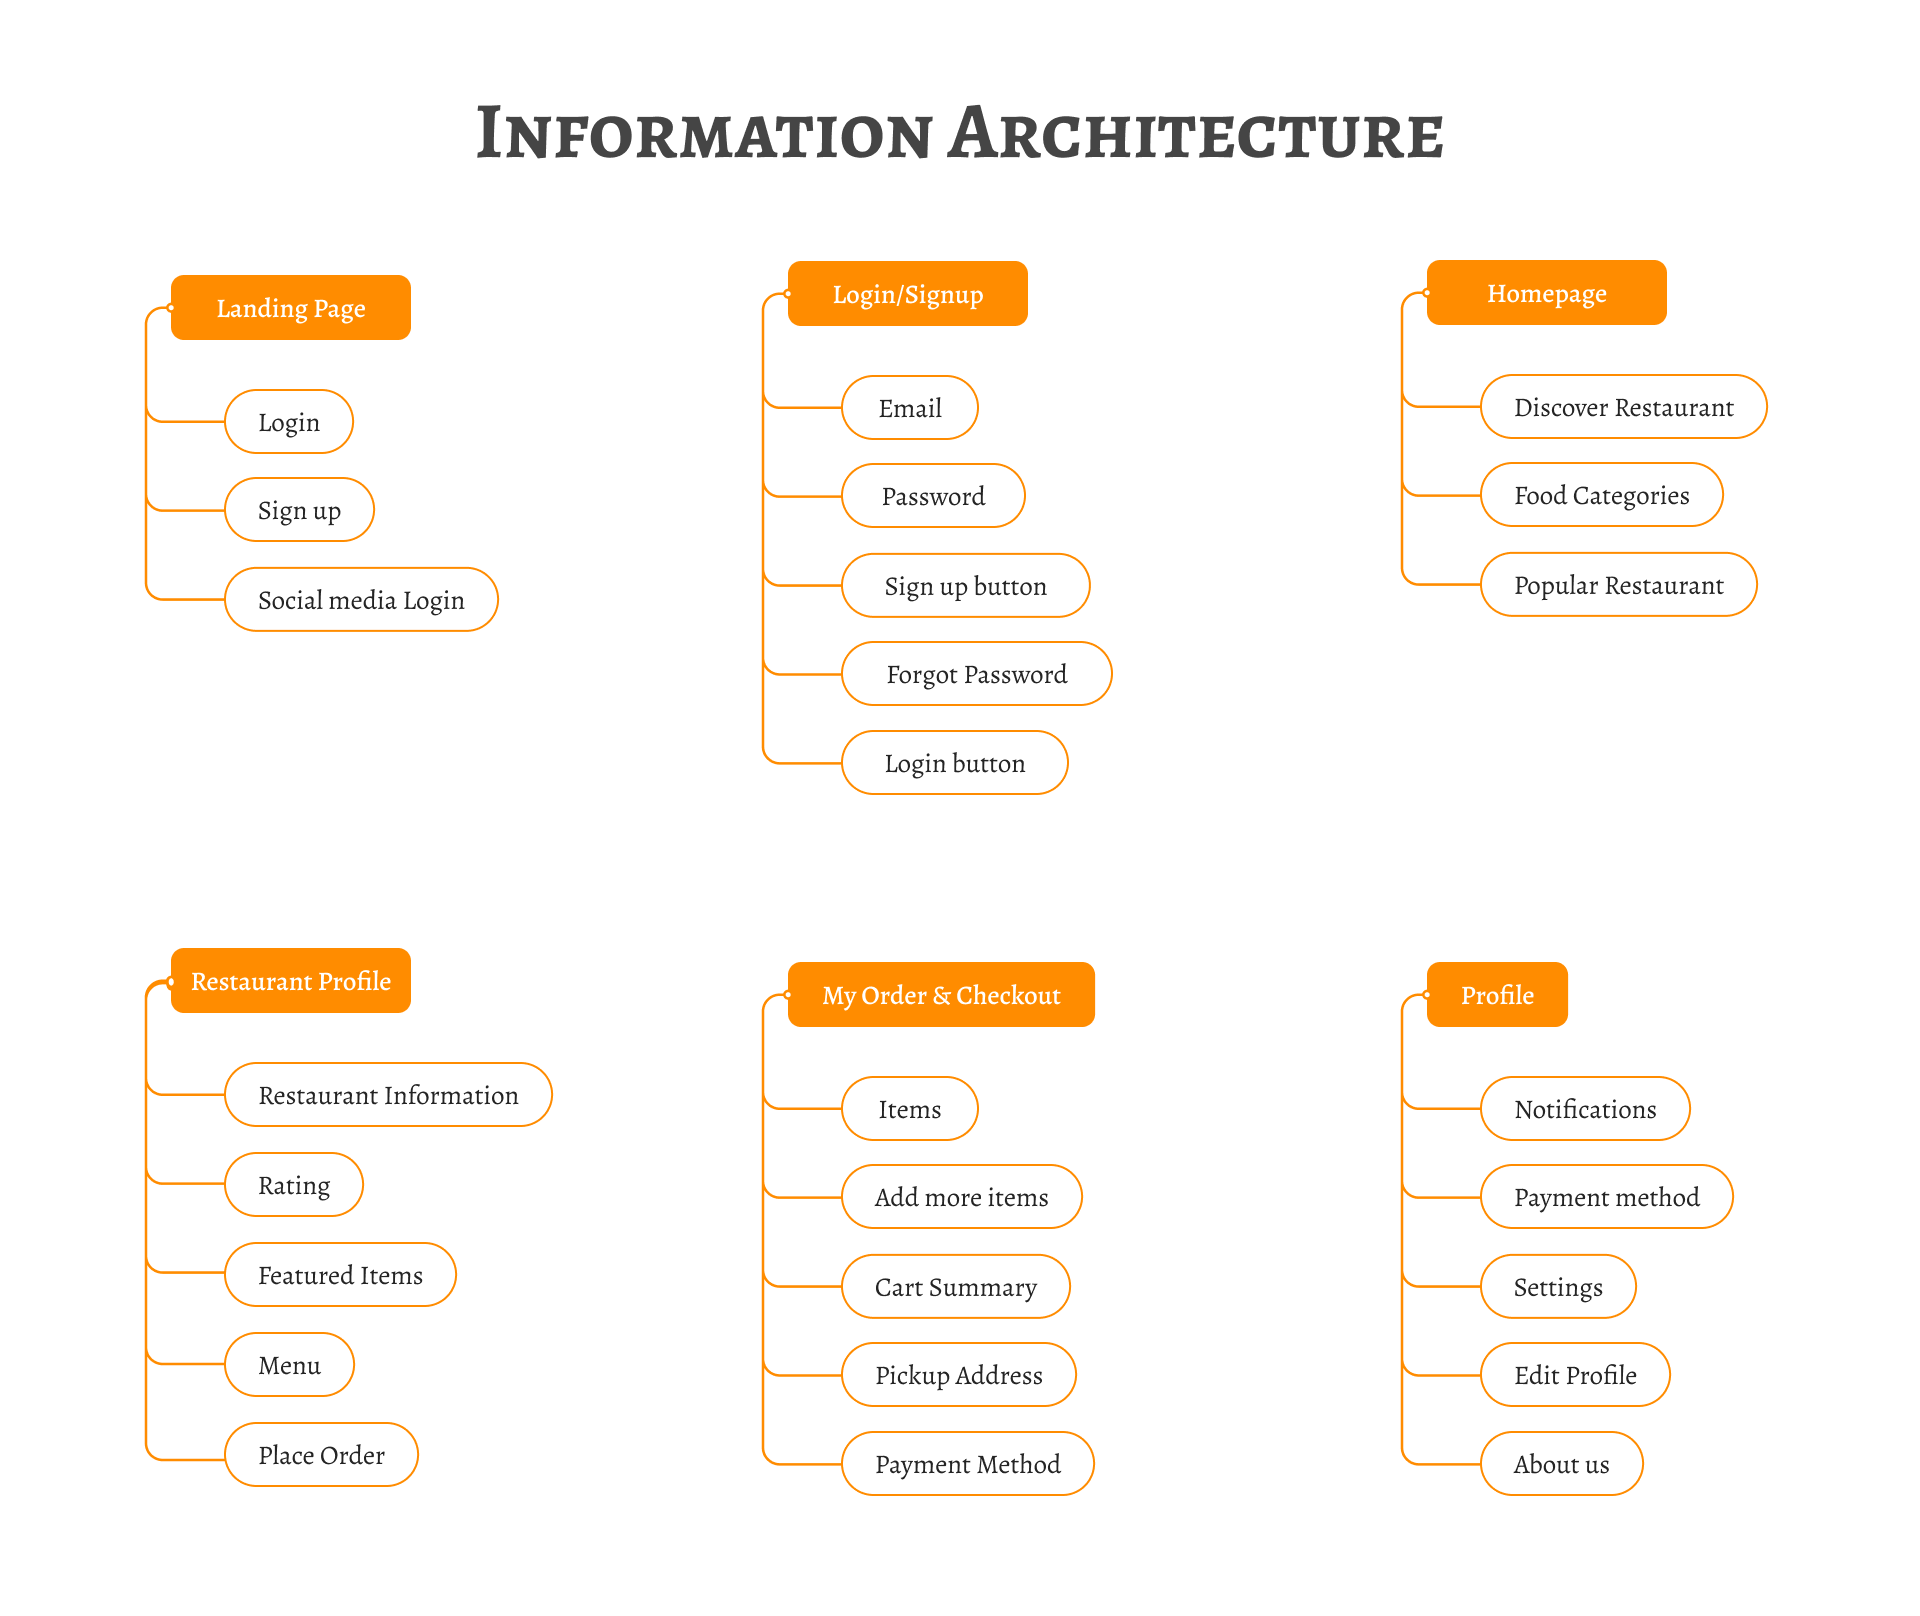 Information Architecture
Landing Page
Login
Sign up
Social media Login
Login/Signup
Email
Password
Sign up button
Forgot Password
Login button
Homepage
Discover Restaurant
Food Categories
Popular Restaurant
Restaurant Profile
Restaurant Information
Rating
Featured Items
Menu
Place Order
My Order & Checkout
Items
Add more items
Cart Summary
Pickup Address
Payment Method
Profile
Notifications
Payment method
Settings
Edit Profile
About us